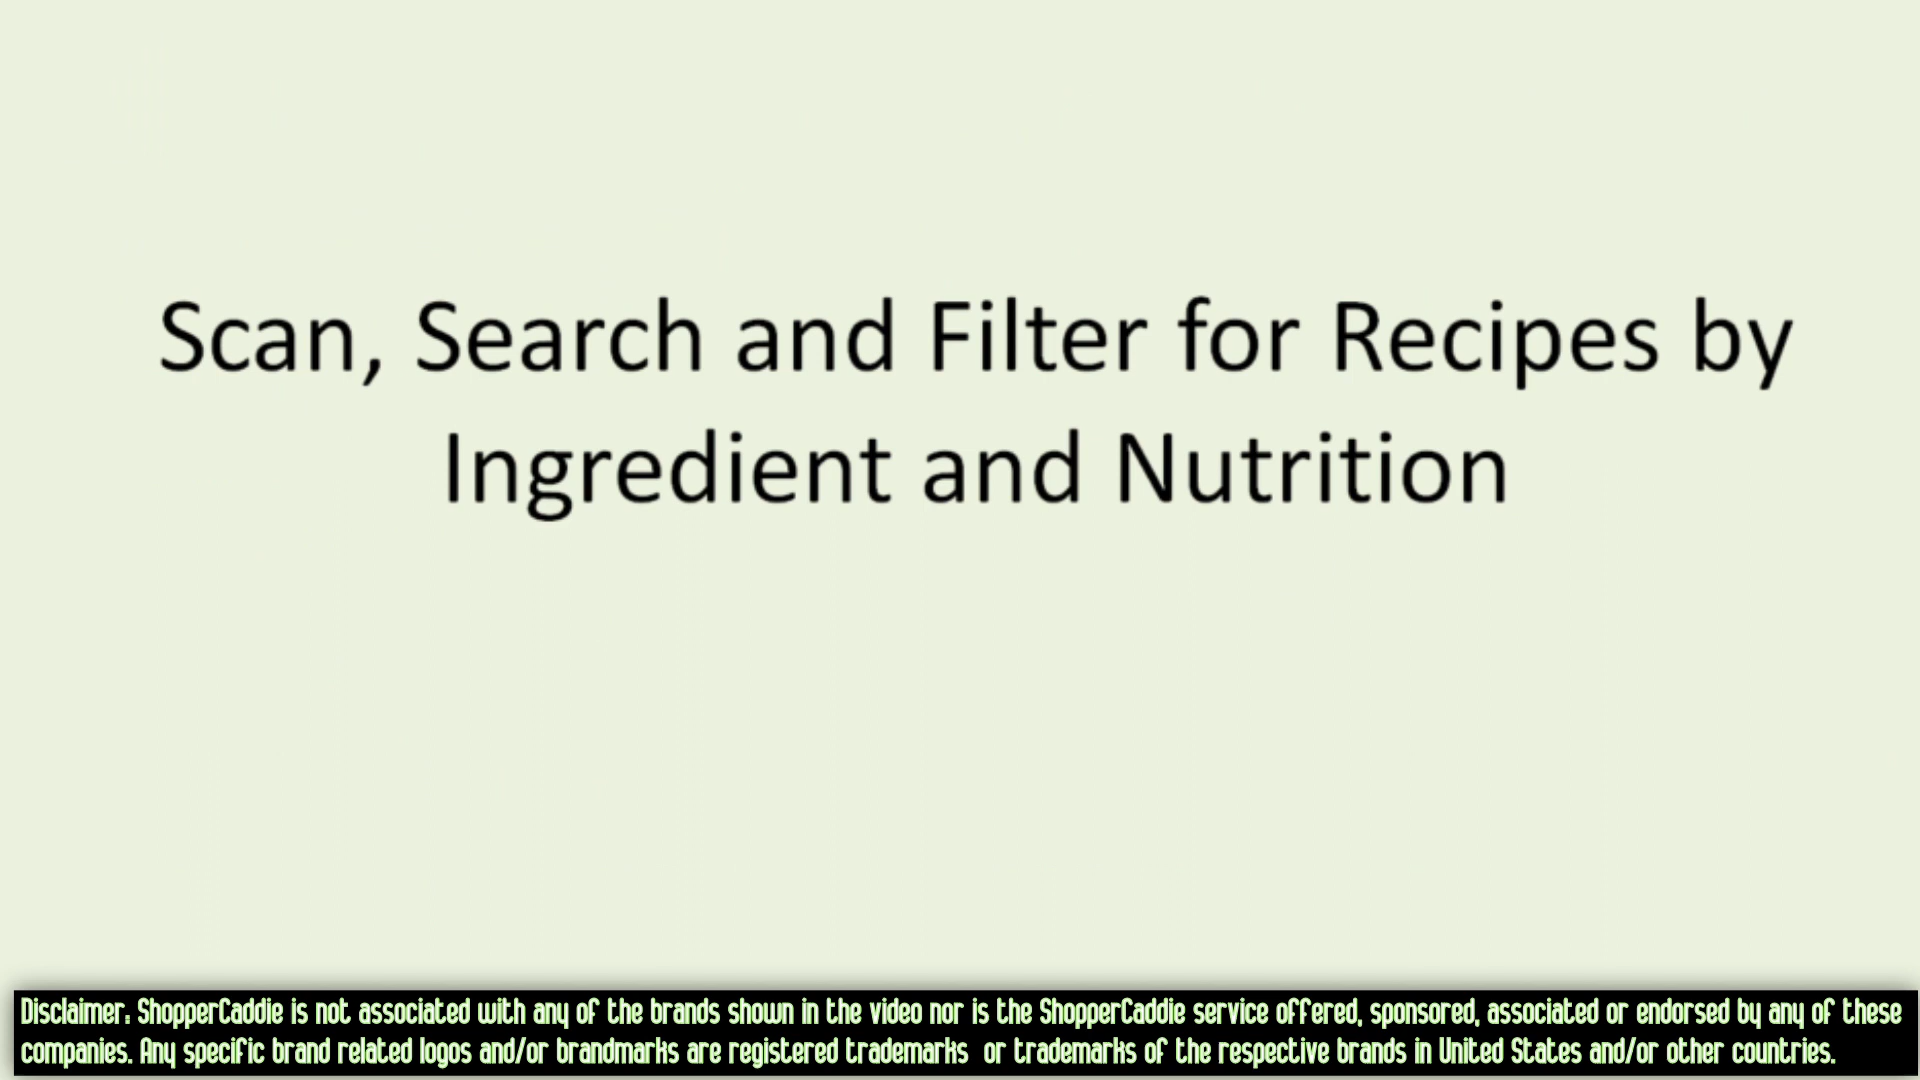 Scan, Search and Filter for Recipes by
Ingredient and Nutrition
Disclaimer: ShopperCaddie is not associated with any of the brands shown in the video nor is the ShopperCaddie service offered, sponsored, associated or endorsed by any of these
companies. Any specific brand related logos and/or brandmarks are registered trademarks or trademarks of the respective brands in United States and/or other countries.